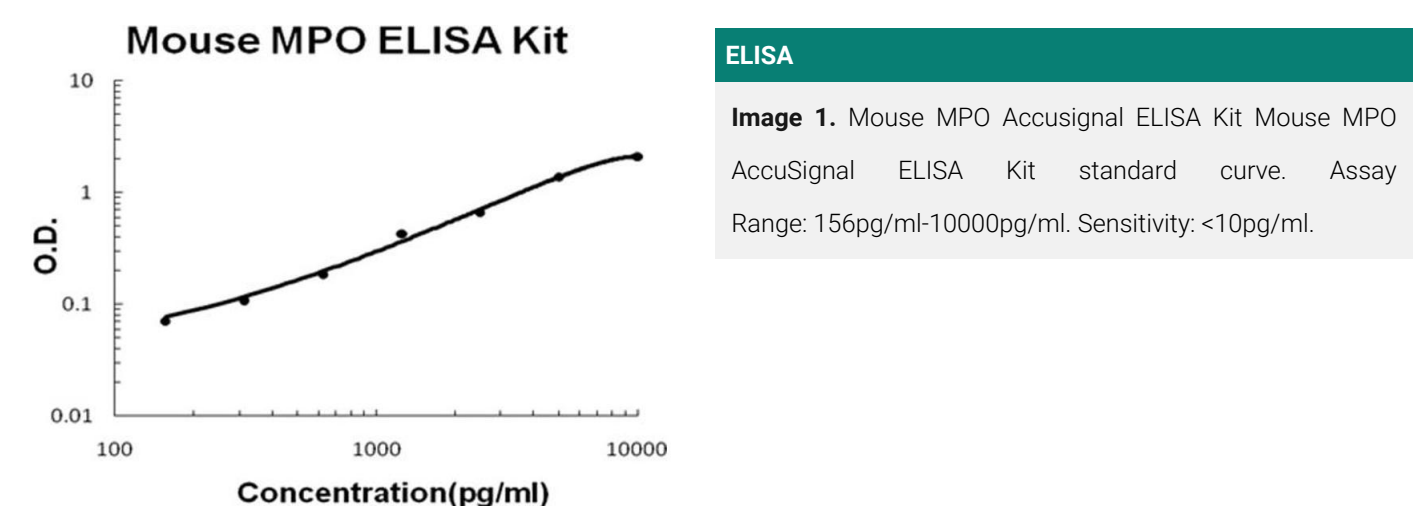 Mouse MPO ELISA Kit
10
1
0.1
0.01
O.D.
100
1000
10000
Concentration(pg/ml)
ELISA
Image 1. Mouse MPO Accusignal ELISA Kit Mouse MPO
AccuSignal ELISA Kit standard curve. Assay
Range: 156pg/ml-10000pg/ml. Sensitivity: <10pg/ml.